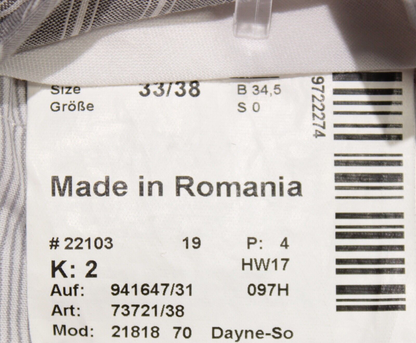 Size 33/38 B 34,5
Größe S 0
9722274
Made in Romania
# 22103 19 P: 4
K: 2 HW17
Auf: 941647/31 097H
Art: 73721/38
Mod: 21818 70 Dayne-So